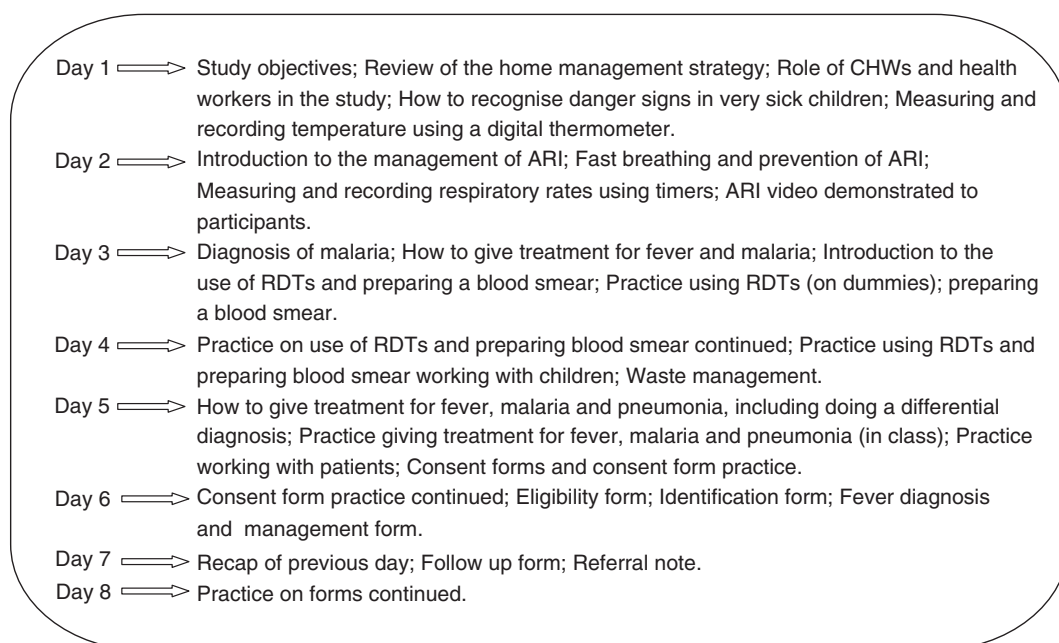 Day 1 Study objectives; Review of the home management strategy; Role of CHWs and health
workers in the study; How to recognise danger signs in very sick children; Measuring and
recording temperature using a digital thermometer.
Day 2 Introduction to the management of ARI; Fast breathing and prevention of ARI;
Measuring and recording respiratory rates using timers; ARI video demonstrated to
participants.
Day 3 Diagnosis of malaria; How to give treatment for fever and malaria; Introduction to the
use of RDTs and preparing a blood smear; Practice using RDTs (on dummies); preparing
a blood smear.
Day 4 Practice on use of RDTs and preparing blood smear continued; Practice using RDTs and
preparing blood smear working with children; Waste management.
Day 5 How to give treatment for fever, malaria and pneumonia, including doing a differential
diagnosis; Practice giving treatment for fever, malaria and pneumonia (in class); Practice
working with patients; Consent forms and consent form practice.
Day 6 Consent form practice continued; Eligibility form; Identification form; Fever diagnosis
and management form.
Day 7 Recap of previous day; Follow up form; Referral note.
Day 8 Practice on forms continued.